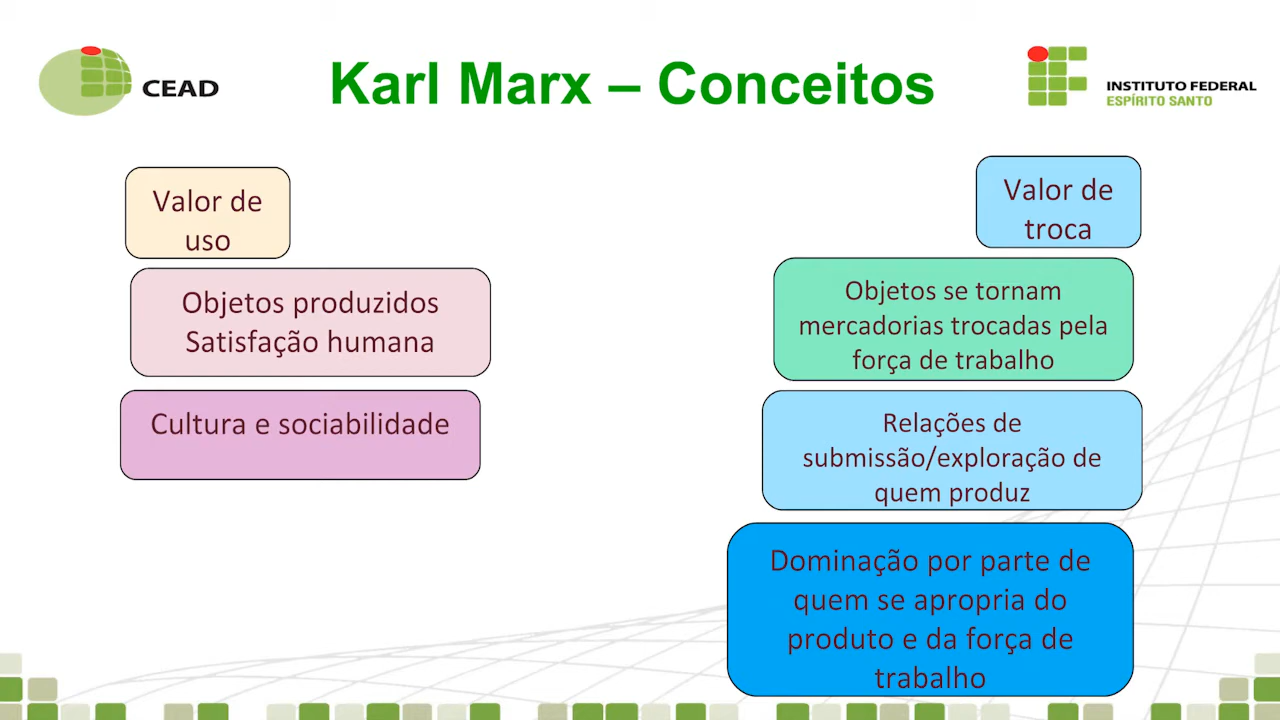 CEAD
Karl Marx – Conceitos
INSTITUTO FEDERAL
ESPÍRITO SANTO
Valor de
uso
Objetos produzidos
Satisfação humana
Cultura e sociabilidade
Valor de
troca
Objetos se tornam
mercadorias trocadas pela
força de trabalho
Relações de
submissão/exploração de
quem produz
Dominação por parte de
quem se apropria do
produto e da força de
trabalho